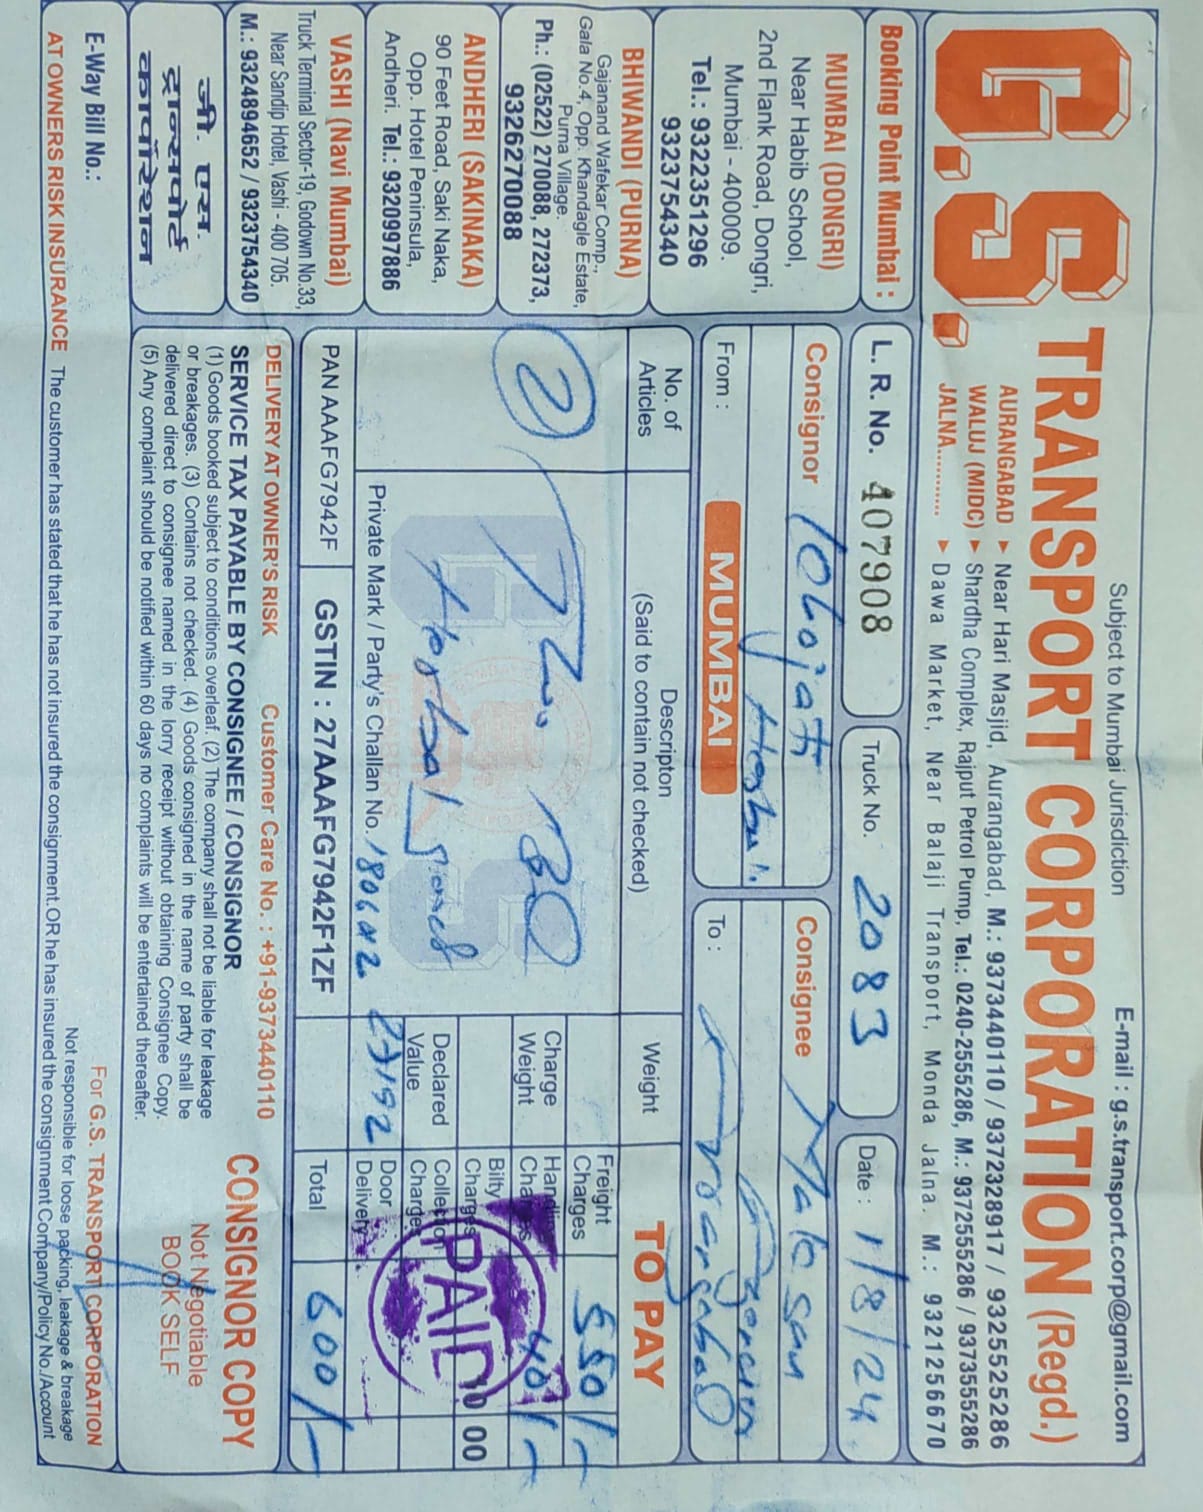 Subject to Mumbai Jurisdiction
E-mail : g.s.transport.corp@gmail.com
G.S. TRANSPORT CORPORATION (Regd.)
AURANGABAD ► Near Hari Masjid, Aurangabad, M.: 9373440110 / 9372328917 / 9325525286
WALUJ (MIDC) ► Shardha Complex, Rajput Petrol Pump, Tel.: 0240-2555286, M.: 9372555286 / 9373555286
JALNA........... ► Dawa Market, Near Balaji Transport, Monda Jalna. M.: 9321256670
Booking Point Mumbai :
MUMBAI (DONGRI)
Near Habib School,
2nd Flank Road, Dongri,
Mumbai - 400009.
Tel.: 9322351296
9323754340
BHIWANDI (PURNA)
Gajanand Wafekar Comp.,
Gala No.4, Opp. Khandagle Estate,
Purna Village.
Ph.: (02522) 270088, 272373,
9326270088
ANDHERI (SAKINAKA)
90 Feet Road, Saki Naka,
Opp. Hotel Peninsula,
Andheri. Tel.: 9320997886
VASHI (Navi Mumbai)
Truck Terminal Sector-19, Godown No.33,
Near Sandip Hotel, Vashi - 400 705.
M.: 9324894652 / 9323754340
जी. एस.
ट्रान्सपोर्ट
कार्पोरेशन
L. R. No. 407908
Truck No. 2083
Date : 1/8/24
Consignor
Consignee
From : MUMBAI
To :
No. of Articles
Descripton
(Said to contain not checked)
Weight
TO PAY
2
Herbal
Private Mark / Party's Challan No.
Charge Weight
Declared Value
Freight Charges 550/-
Handling Charges 40/-
Bilty Charges 10 00
Collection Charges
Door Delivery
PAID
PAN AAAFG7942F
GSTIN : 27AAAFG7942F1ZF
Total 600/-
DELIVERY AT OWNER'S RISK Customer Care No. : +91-9373440110
SERVICE TAX PAYABLE BY CONSIGNEE / CONSIGNOR
(1) Goods booked subject to conditions overleaf. (2) The company shall not be liable for leakage
or breakages. (3) Contains not checked. (4) Goods consigned in the name of party shall be
delivered direct to consignee named in the lorry receipt without obtaining Consignee Copy.
(5) Any complaint should be notified within 60 days no complaints will be entertained thereafter.
CONSIGNOR COPY
Not Negotiable
BOOK SELF
E-Way Bill No.:
For G.S. TRANSPORT CORPORATION
Not responsible for loose packing, leakage & breakage
AT OWNERS RISK INSURANCE The customer has stated that he has not insured the consignment.OR he has insured the consignment Company/Policy No./Account